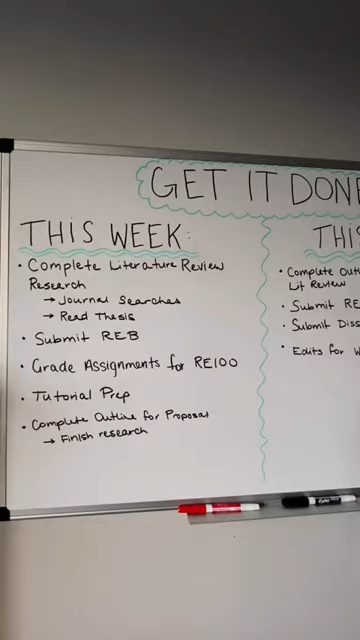 GET IT DONE
THIS WEEK:
• Complete Literature Review
Research
→ Journal Searches
→ Read Thesis
• Submit REB
• Grade Assignments for RE100
• Tutorial Prep
• Complete Outline for Proposal
→ Finish research
THIS
• Complete Out
Lit Review
• Submit RE
• Submit Diss
• Edits for W
EXPO